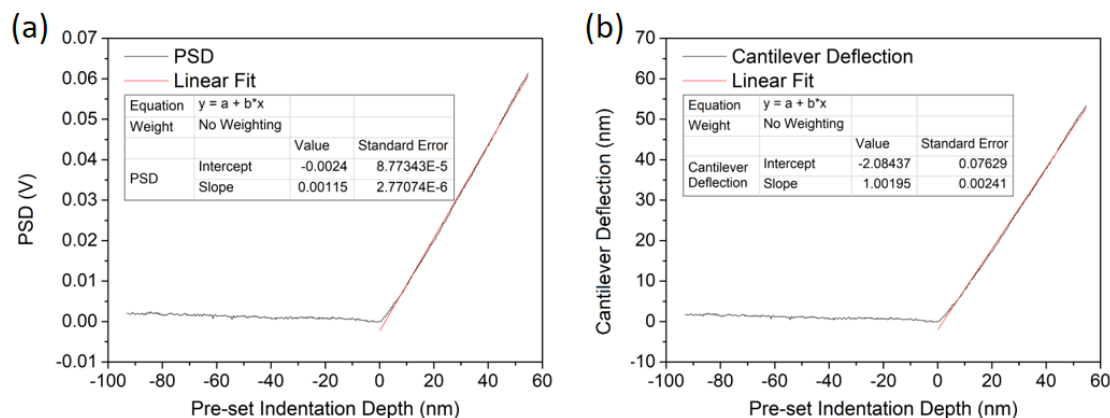 (a)
0.07
0.06
0.05
0.04
0.03
0.02
0.01
0.00
-0.01
PSD (V)
PSD
Linear Fit
Equation y = a + b*x
Weight No Weighting
Value Standard Error
PSD Intercept -0.0024 8.77343E-5
Slope 0.00115 2.77074E-6
-100 -80 -60 -40 -20 0 20 40 60
Pre-set Indentation Depth (nm)
(b)
70
60
50
40
30
20
10
0
-10
Cantilever Deflection (nm)
Cantilever Deflection
Linear Fit
Equation y = a + b*x
Weight No Weighting
Value Standard Error
Cantilever Deflection Intercept -2.08437 0.07629
Slope 1.00195 0.00241
-100 -80 -60 -40 -20 0 20 40 60
Pre-set Indentation Depth (nm)